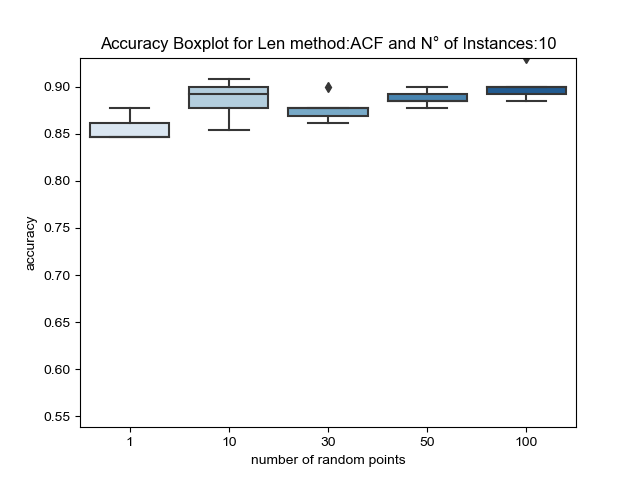 Accuracy Boxplot for Len method:ACF and N° of Instances:10
accuracy
0.90
0.85
0.80
0.75
0.70
0.65
0.60
0.55
1 10 30 50 100
number of random points